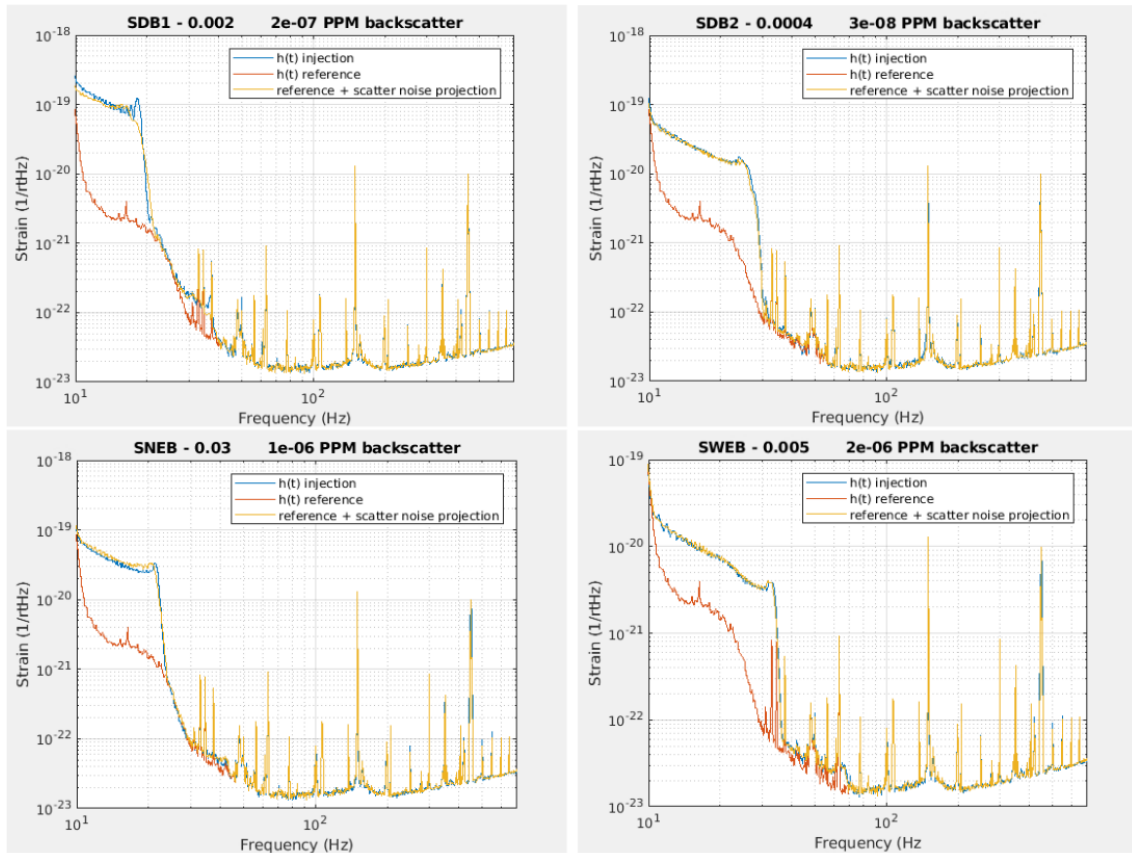 SDB1 - 0.002 2e-07 PPM backscatter
10^-18
10^-19
10^-20
10^-21
10^-22
10^-23
Strain (1/rtHz)
h(t) injection
h(t) reference
reference + scatter noise projection
10^1
10^2
Frequency (Hz)
SDB2 - 0.0004 3e-08 PPM backscatter
10^-18
10^-19
10^-20
10^-21
10^-22
10^-23
Strain (1/rtHz)
h(t) injection
h(t) reference
reference + scatter noise projection
10^1
10^2
Frequency (Hz)
SNEB - 0.03 1e-06 PPM backscatter
10^-18
10^-19
10^-20
10^-21
10^-22
10^-23
Strain (1/rtHz)
h(t) injection
h(t) reference
reference + scatter noise projection
10^1
10^2
Frequency (Hz)
SWEB - 0.005 2e-06 PPM backscatter
10^-19
10^-20
10^-21
10^-22
10^-23
Strain (1/rtHz)
h(t) injection
h(t) reference
reference + scatter noise projection
10^1
10^2
Frequency (Hz